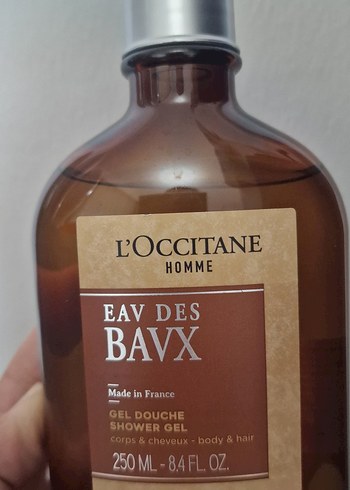 L'OCCITANE
HOMME
EAV DES
BAVX
Made in France
GEL DOUCHE
SHOWER GEL
corps & cheveux - body & hair
250 ML - 8.4 FL. OZ.